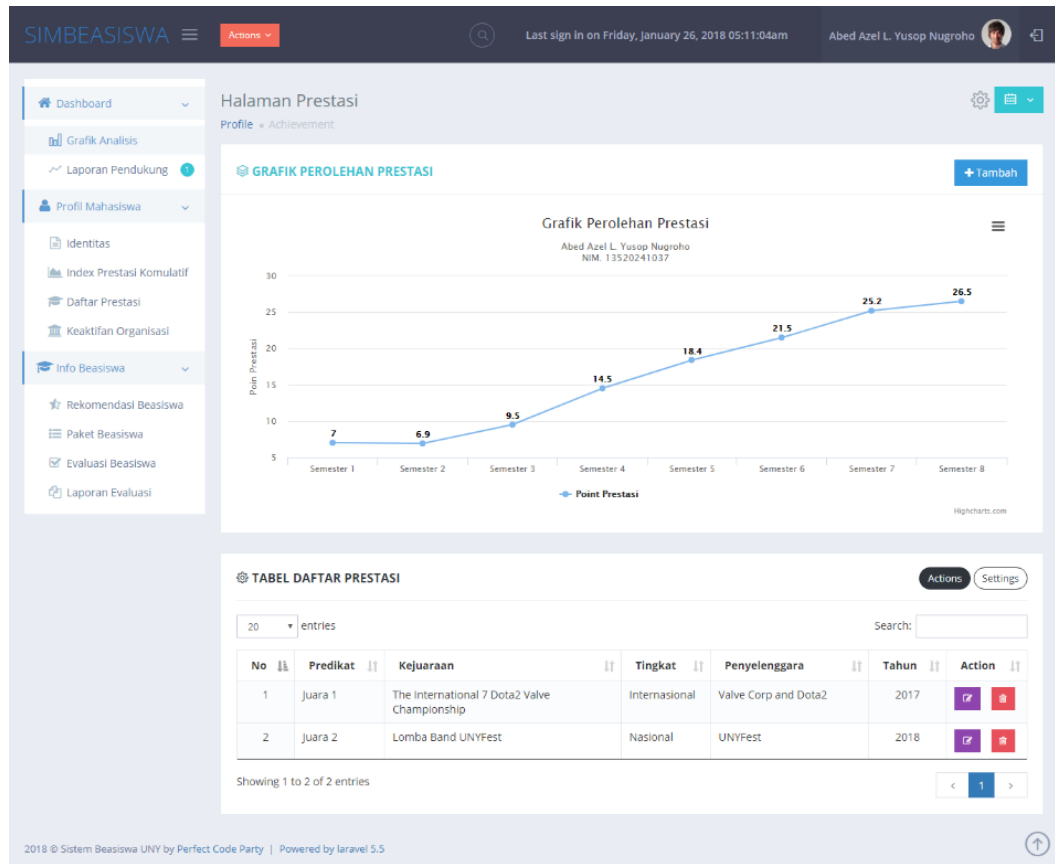 SIMBEASISWA
Actions
Last sign in on Friday, January 26, 2018 05:11:04am
Abed Azel L. Yusop Nugroho
Dashboard
Grafik Analisis
Laporan Pendukung 1
Profil Mahasiswa
Identitas
Index Prestasi Komulatif
Daftar Prestasi
Keaktifan Organisasi
Info Beasiswa
Rekomendasi Beasiswa
Paket Beasiswa
Evaluasi Beasiswa
Laporan Evaluasi
Halaman Prestasi
Profile Achievement
GRAFIK PEROLEHAN PRESTASI
Tambah
Grafik Perolehan Prestasi
Abed Azel L. Yusop Nugroho
NIM. 13520241037
Poin Prestasi
30
25
20
15
10
5
7
6.9
9.5
14.5
18.4
21.5
25.2
26.5
Semester 1 Semester 2 Semester 3 Semester 4 Semester 5 Semester 6 Semester 7 Semester 8
Point Prestasi
Highcharts.com
TABEL DAFTAR PRESTASI
Actions Settings
20 entries
Search:
No Predikat Kejuaraan Tingkat Penyelenggara Tahun Action
1 Juara 1 The International 7 Dota2 Valve Internasional Valve Corp and Dota2 2017
Championship
2 Juara 2 Lomba Band UNYFest Nasional UNYFest 2018
Showing 1 to 2 of 2 entries
< 1 >
2018 © Sistem Beasiswa UNY by Perfect Code Party | Powered by laravel 5.5